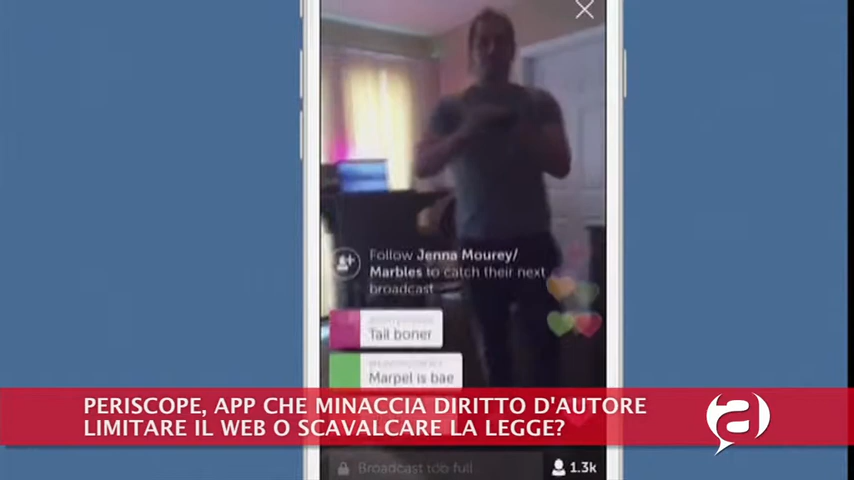 Follow Jenna Mourey/
Marbles to catch their next
broadcast
Tall boner
Marpel is bae
PERISCOPE, APP CHE MINACCIA DIRITTO D'AUTORE
LIMITARE IL WEB O SCAVALCARE LA LEGGE?
a
Broadcast too full
1.3k